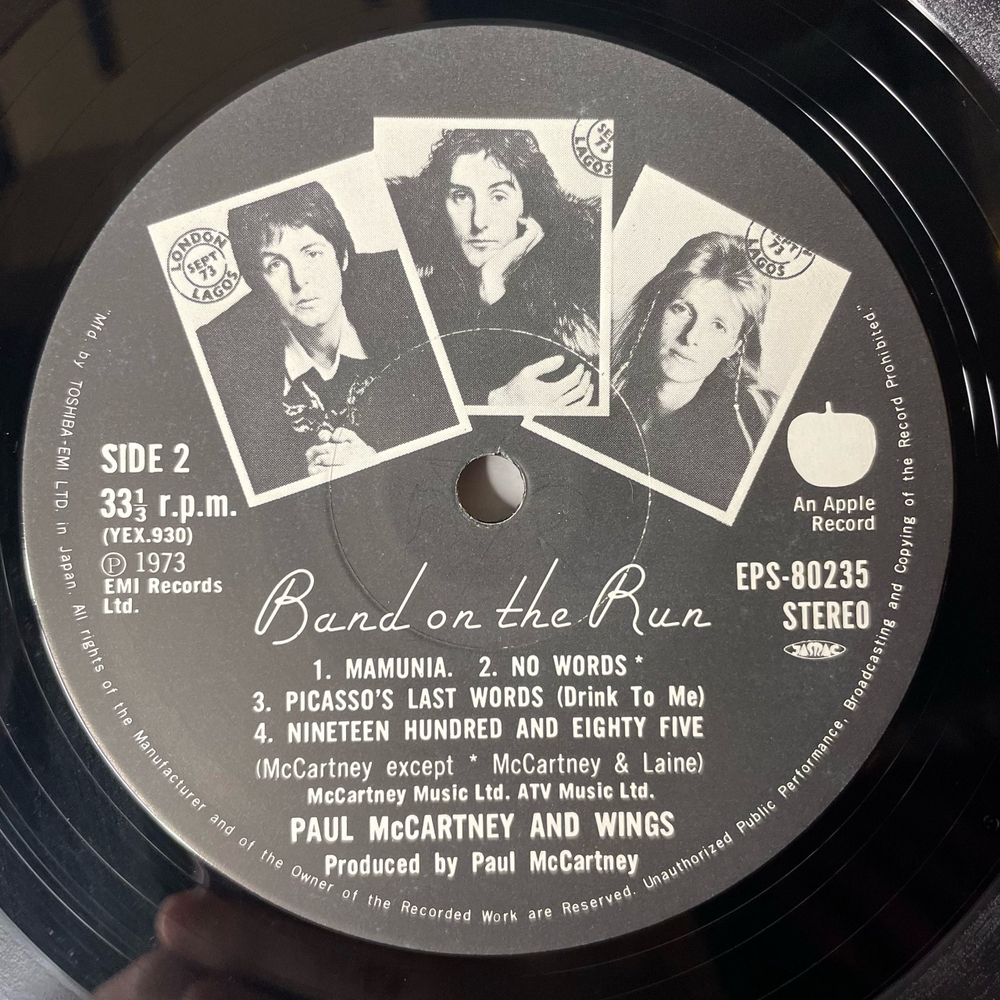 LONDON
SEPT
73
LAGOS
SE
73
LAGOS
SEPT
73
LAGOS
SIDE 2
33⅓ r.p.m.
(YEX.930)
Ⓟ 1973
EMI Records
Ltd.
An Apple
Record
EPS-80235
STEREO
Band on the Run
1. MAMUNIA. 2. NO WORDS *
3. PICASSO'S LAST WORDS (Drink To Me)
4. NINETEEN HUNDRED AND EIGHTY FIVE
(McCartney except * McCartney & Laine)
McCartney Music Ltd. ATV Music Ltd.
PAUL McCARTNEY AND WINGS
Produced by Paul McCartney
"Mfd. by TOSHIBA-EMI LTD. in Japan. All rights of the Manufacturer and of the Owner of the Recorded Work are Reserved. Unauthorized Public Performance, Broadcasting and Copying of the Record Prohibited."